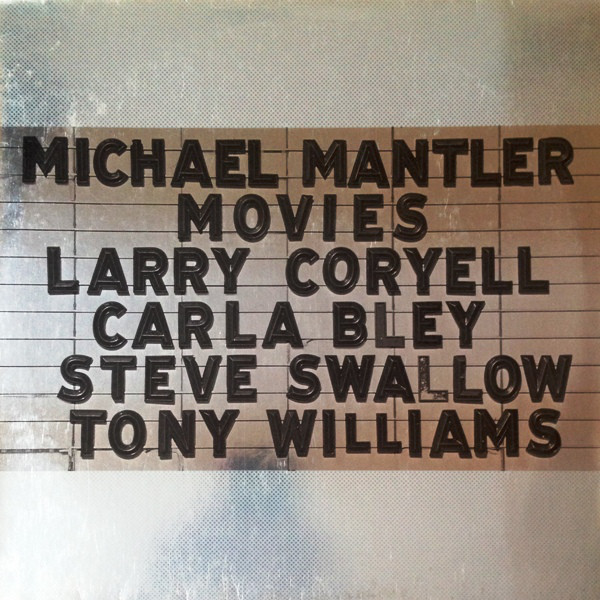 MICHAEL MANTLER
MOVIES
LARRY CORYELL
CARLA BLEY
STEVE SWALLOW
TONY WILLIAMS